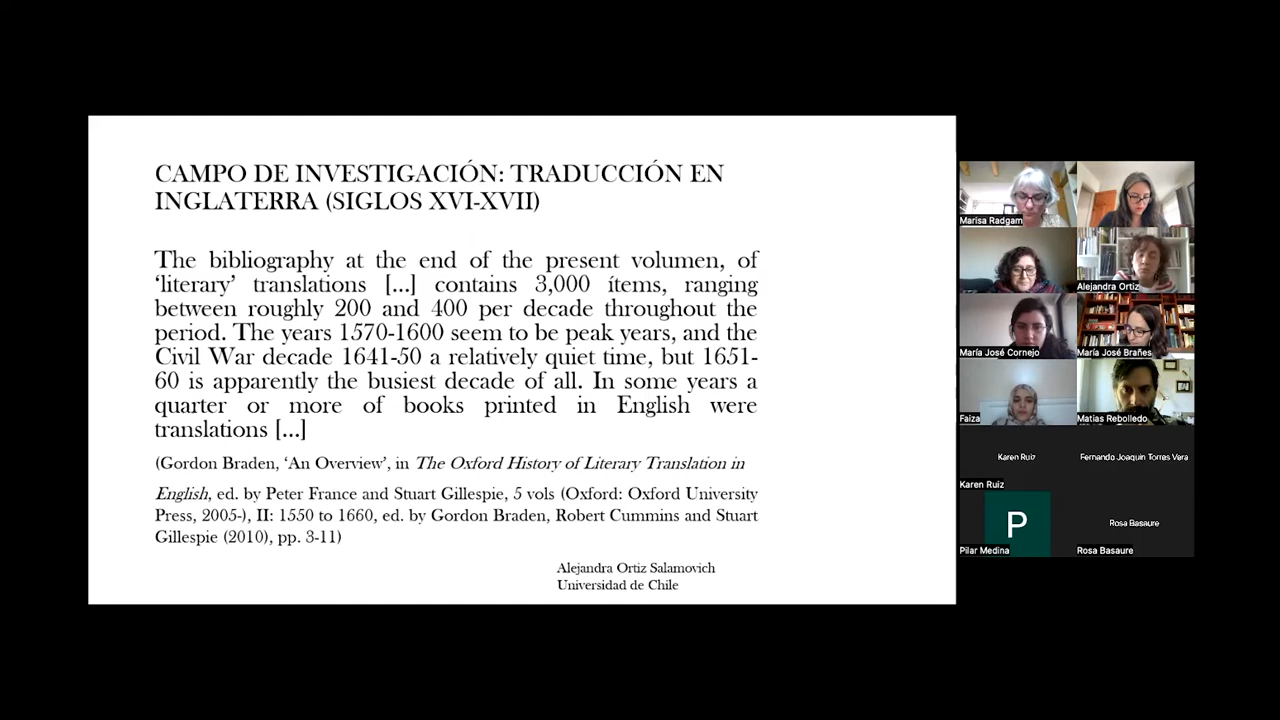 CAMPO DE INVESTIGACIÓN: TRADUCCIÓN EN
INGLATERRA (SIGLOS XVI-XVII)
The bibliography at the end of the present volumen, of
‘literary’ translations [...] contains 3,000 ítems, ranging
between roughly 200 and 400 per decade throughout the
period. The years 1570-1600 seem to be peak years, and the
Civil War decade 1641-50 a relatively quiet time, but 1651-
60 is apparently the busiest decade of all. In some years a
quarter or more of books printed in English were
translations [...]
(Gordon Braden, ‘An Overview’, in The Oxford History of Literary Translation in
English, ed. by Peter France and Stuart Gillespie, 5 vols (Oxford: Oxford University
Press, 2005-), II: 1550 to 1660, ed. by Gordon Braden, Robert Cummins and Stuart
Gillespie (2010), pp. 3-11)
Alejandra Ortiz Salamovich
Universidad de Chile
Marisa Radgam
Alejandra Ortiz
María José Cornejo
María José Brañes
Faiza
Matias Rebolledo
Karen Ruiz
Fernando Joaquin Torres Vera
Karen Ruiz
P
Rosa Basaure
Pilar Medina
Rosa Basaure